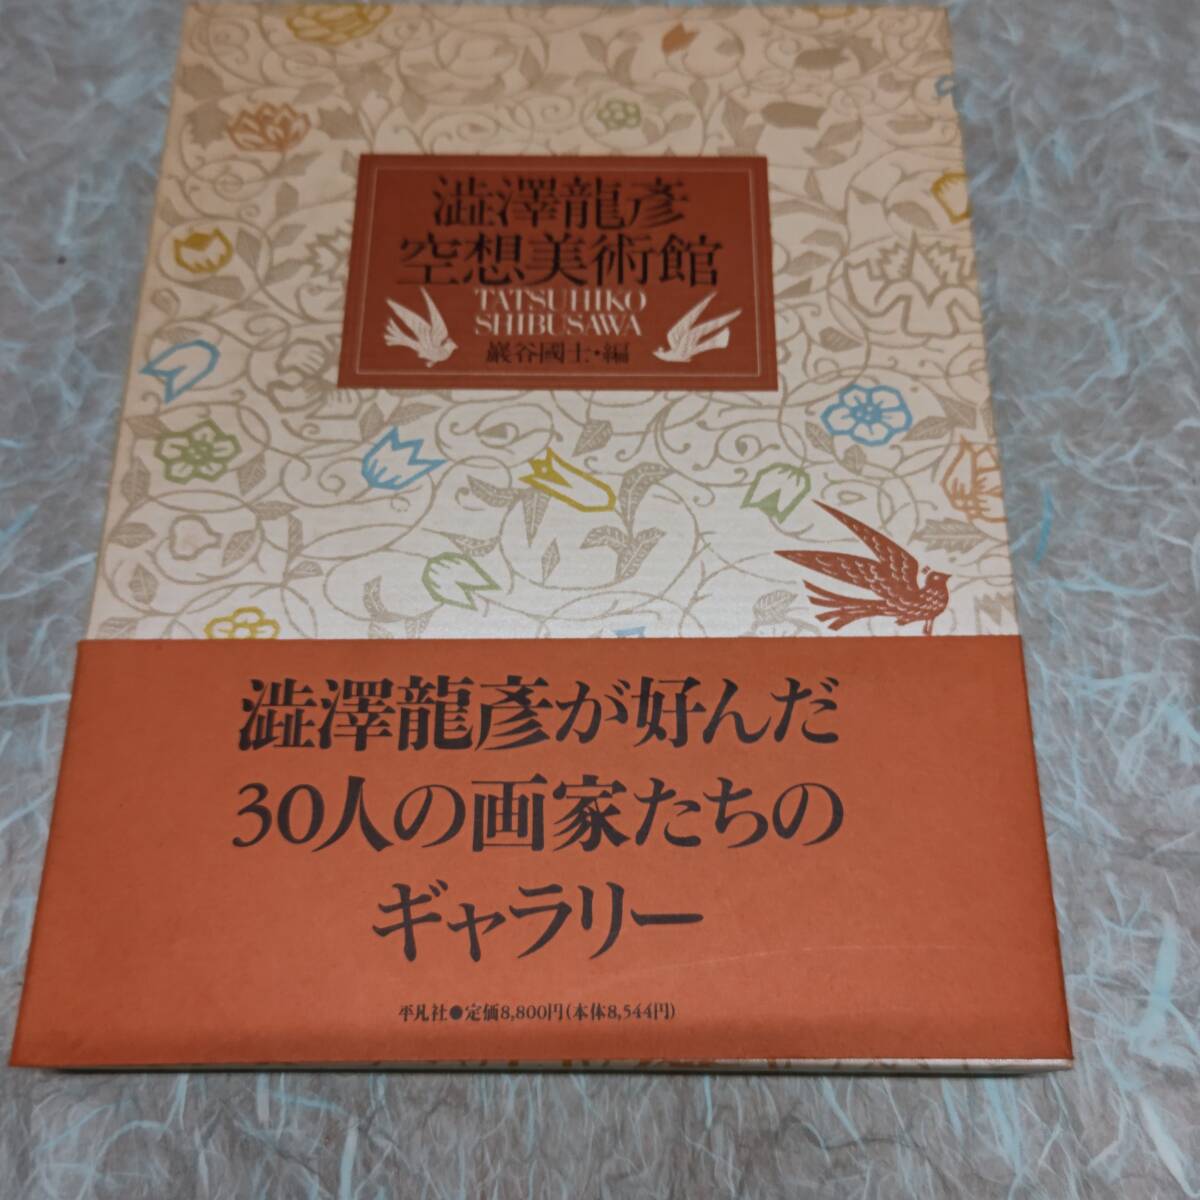 澁澤龍彥
空想美術館
TATSUHIKO
SHIBUSAWA
巖谷國士・編
澁澤龍彥が好んだ
30人の画家たちの
ギャラリー
平凡社●定価8,800円(本体8,544円)